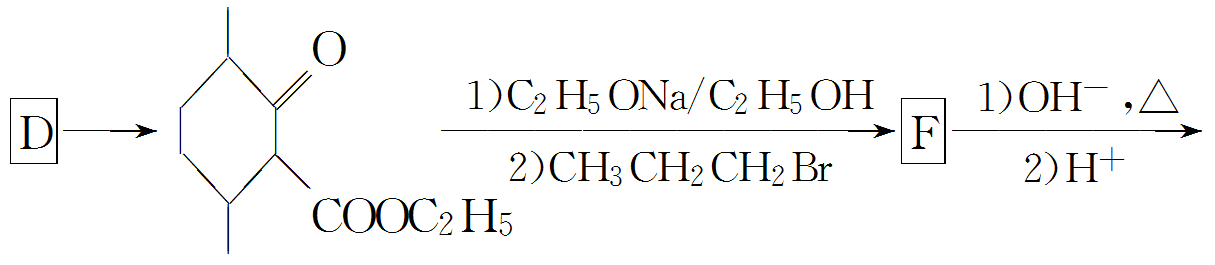 O
1)C₂H₅ONa/C₂H₅OH
1)OH⁻,△
D
F
2)CH₃CH₂CH₂Br
2)H⁺
COOC₂H₅